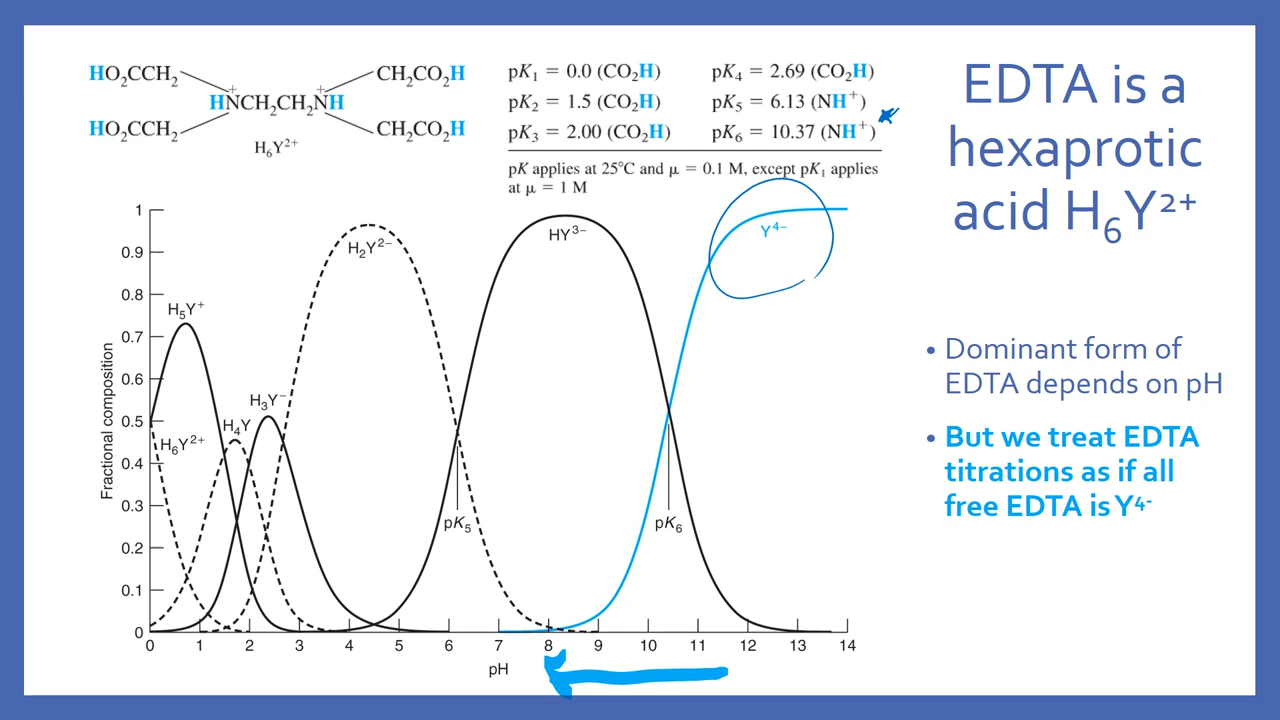 HO₂CCH₂ CH₂CO₂H
HN⁺CH₂CH₂N⁺H
HO₂CCH₂ CH₂CO₂H
H₆Y²⁺
pK₁ = 0.0 (CO₂H) pK₄ = 2.69 (CO₂H)
pK₂ = 1.5 (CO₂H) pK₅ = 6.13 (NH⁺)
pK₃ = 2.00 (CO₂H) pK₆ = 10.37 (NH⁺)
pK applies at 25°C and μ = 0.1 M, except pK₁ applies
at μ = 1 M
EDTA is a
hexaprotic
acid H₆Y²⁺
• Dominant form of
EDTA depends on pH
• But we treat EDTA
titrations as if all
free EDTA is Y⁴⁻
Fractional composition
1
0.9
0.8
0.7
0.6
0.5
0.4
0.3
0.2
0.1
0
H₅Y⁺
H₆Y²⁺
H₄Y
H₃Y⁻
H₂Y²⁻
HY³⁻
Y⁴⁻
pK₅
pK₆
0 1 2 3 4 5 6 7 8 9 10 11 12 13 14
pH